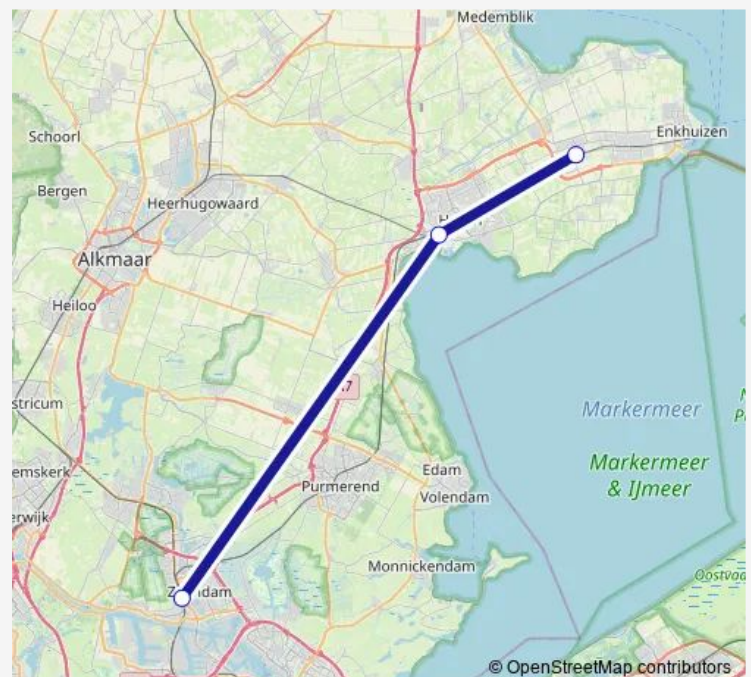 Medemblik
Schoorl
Enkhuizen
Bergen
Heerhugowaard
Alkmaar
Heiloo
stricum
Markermeer
emskerk
Edam
Markermeer
& IJmeer
Purmerend
Volendam
erwijk
Monnickendam
Oostvaa
© OpenStreetMap contributors